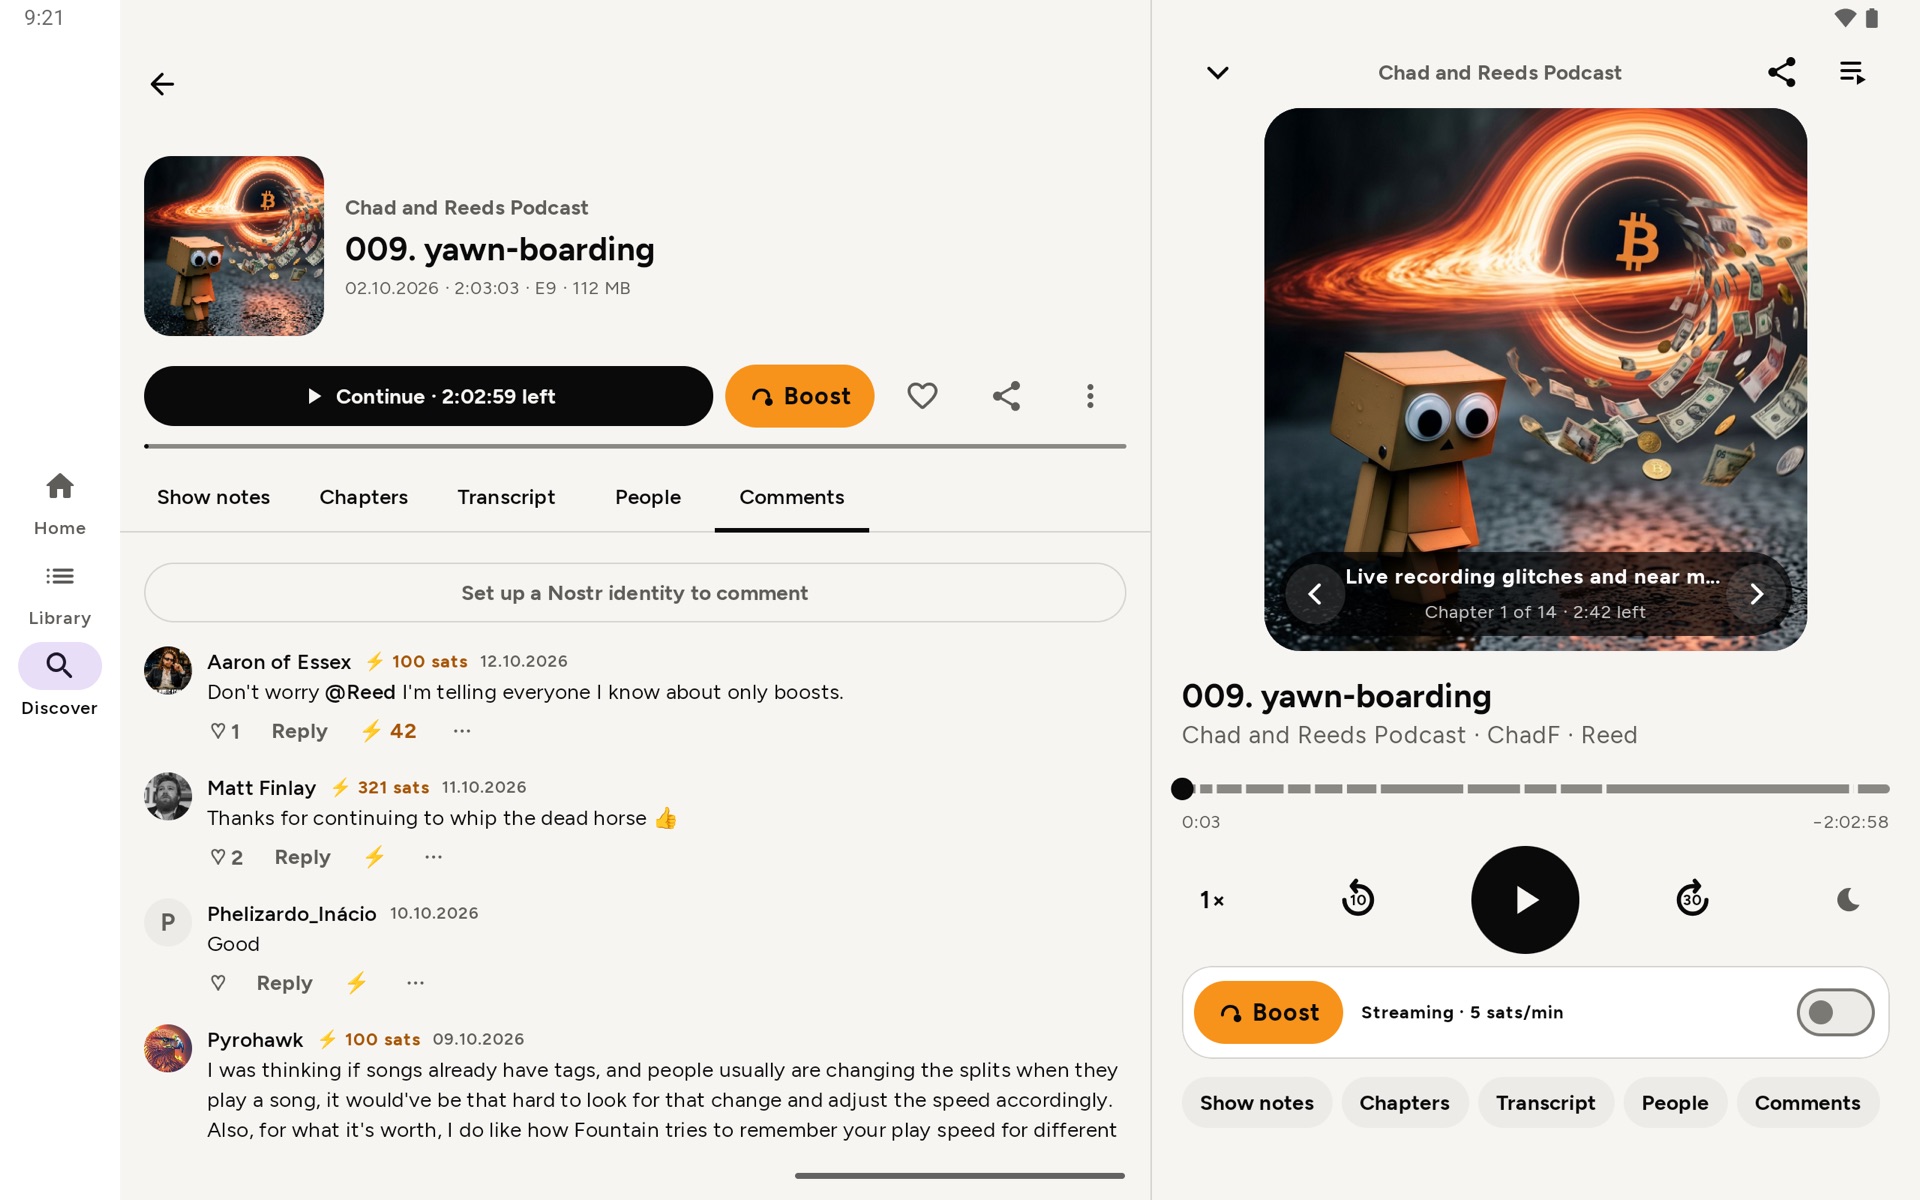 9:21
Home
Library
Discover
Chad and Reeds Podcast
009. yawn-boarding
02.10.2026 · 2:03:03 · E9 · 112 MB
Continue · 2:02:59 left
Boost
Show notes
Chapters
Transcript
People
Comments
Set up a Nostr identity to comment
Aaron of Essex ⚡ 100 sats 12.10.2026
Don't worry @Reed I'm telling everyone I know about only boosts.
♡ 1 Reply ⚡ 42 ···
Matt Finlay ⚡ 321 sats 11.10.2026
Thanks for continuing to whip the dead horse 👍
♡ 2 Reply ⚡ ···
P
Phelizardo_Inácio 10.10.2026
Good
♡ Reply ⚡ ···
Pyrohawk ⚡ 100 sats 09.10.2026
I was thinking if songs already have tags, and people usually are changing the splits when they
play a song, it would've be that hard to look for that change and adjust the speed accordingly.
Also, for what it's worth, I do like how Fountain tries to remember your play speed for different
Chad and Reeds Podcast
Live recording glitches and near m...
Chapter 1 of 14 · 2:42 left
009. yawn-boarding
Chad and Reeds Podcast · ChadF · Reed
0:03
−2:02:58
1×
10
30
Boost
Streaming · 5 sats/min
Show notes
Chapters
Transcript
People
Comments